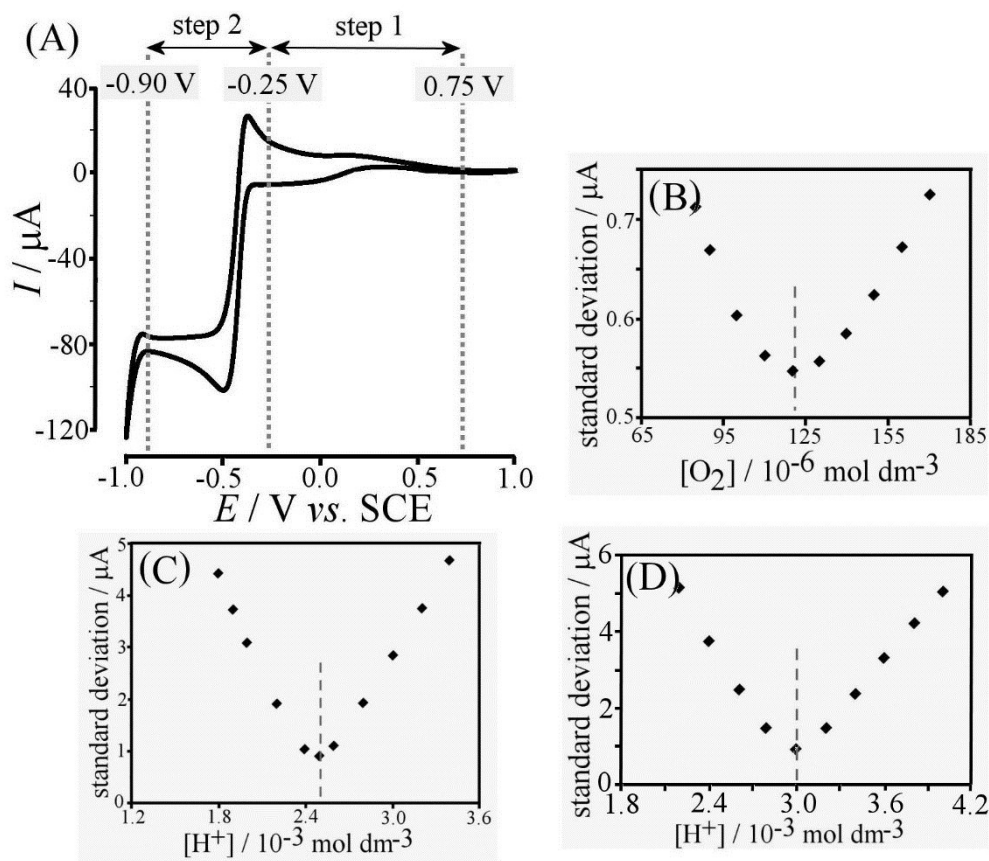 (A)
step 2
step 1
-0.90 V
-0.25 V
0.75 V
40
0
-40
-80
-120
I / μA
-1.0
-0.5
0.0
0.5
1.0
E / V vs. SCE
(B)
standard deviation / μA
0.7
0.6
0.5
65
95
125
155
185
[O2] / 10-6 mol dm-3
(C)
standard deviation / μA
5
4
3
2
1
0
1.2
1.8
2.4
3.0
3.6
[H+] / 10-3 mol dm-3
(D)
standard deviation / μA
6
4
2
0
1.8
2.4
3.0
3.6
4.2
[H+] / 10-3 mol dm-3